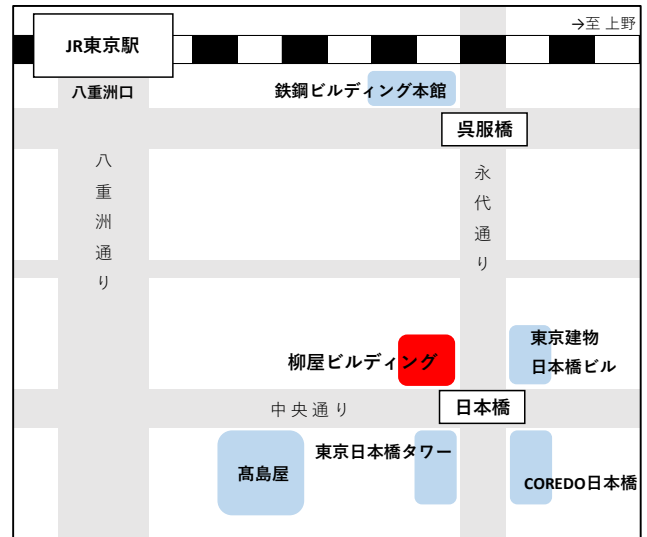 →至 上野
JR東京駅
八重洲口
鉄鋼ビルディング本館
呉服橋
八重洲通り
永代通り
東京建物
日本橋ビル
柳屋ビルディング
中央通り
日本橋
東京日本橋タワー
髙島屋
COREDO日本橋